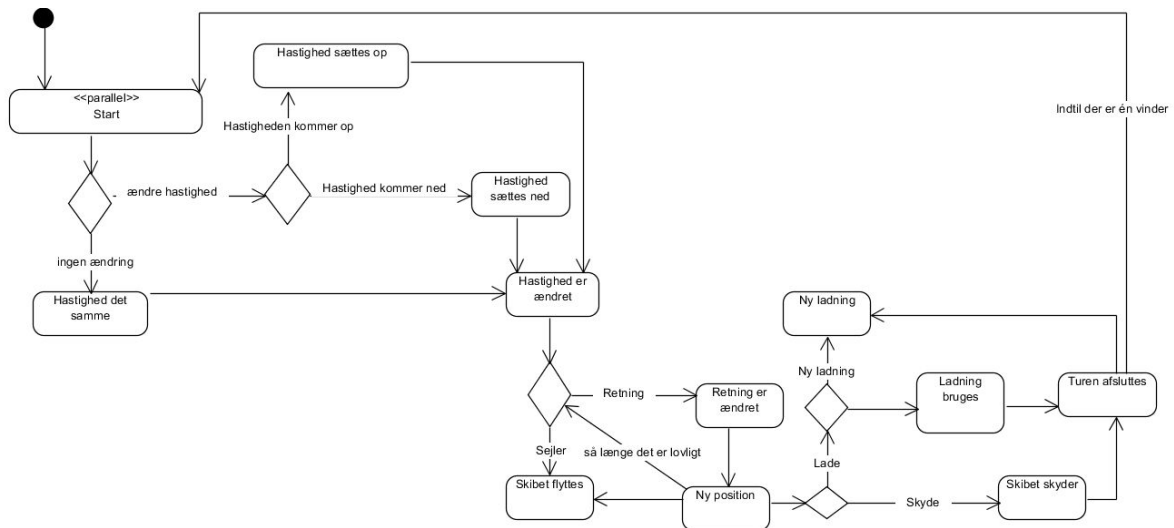 Hastighed sættes op
<<parallel>>
Start
Indtil der er én vinder
Hastigheden kommer op
ændre hastighed
Hastighed kommer ned
Hastighed
sættes ned
ingen ændring
Hastighed det
samme
Hastighed er
ændret
Ny ladning
Ny ladning
Retning
Retning er
ændret
Ladning
bruges
Turen afsluttes
Sejler
så længe det er lovligt
Lade
Skibet flyttes
Ny position
Skyde
Skibet skyder